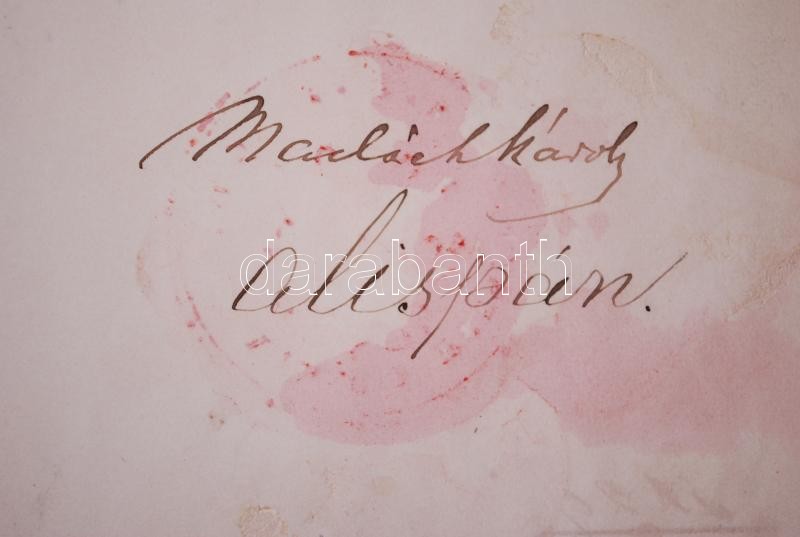 Madách Károly
alispán.
darabanth